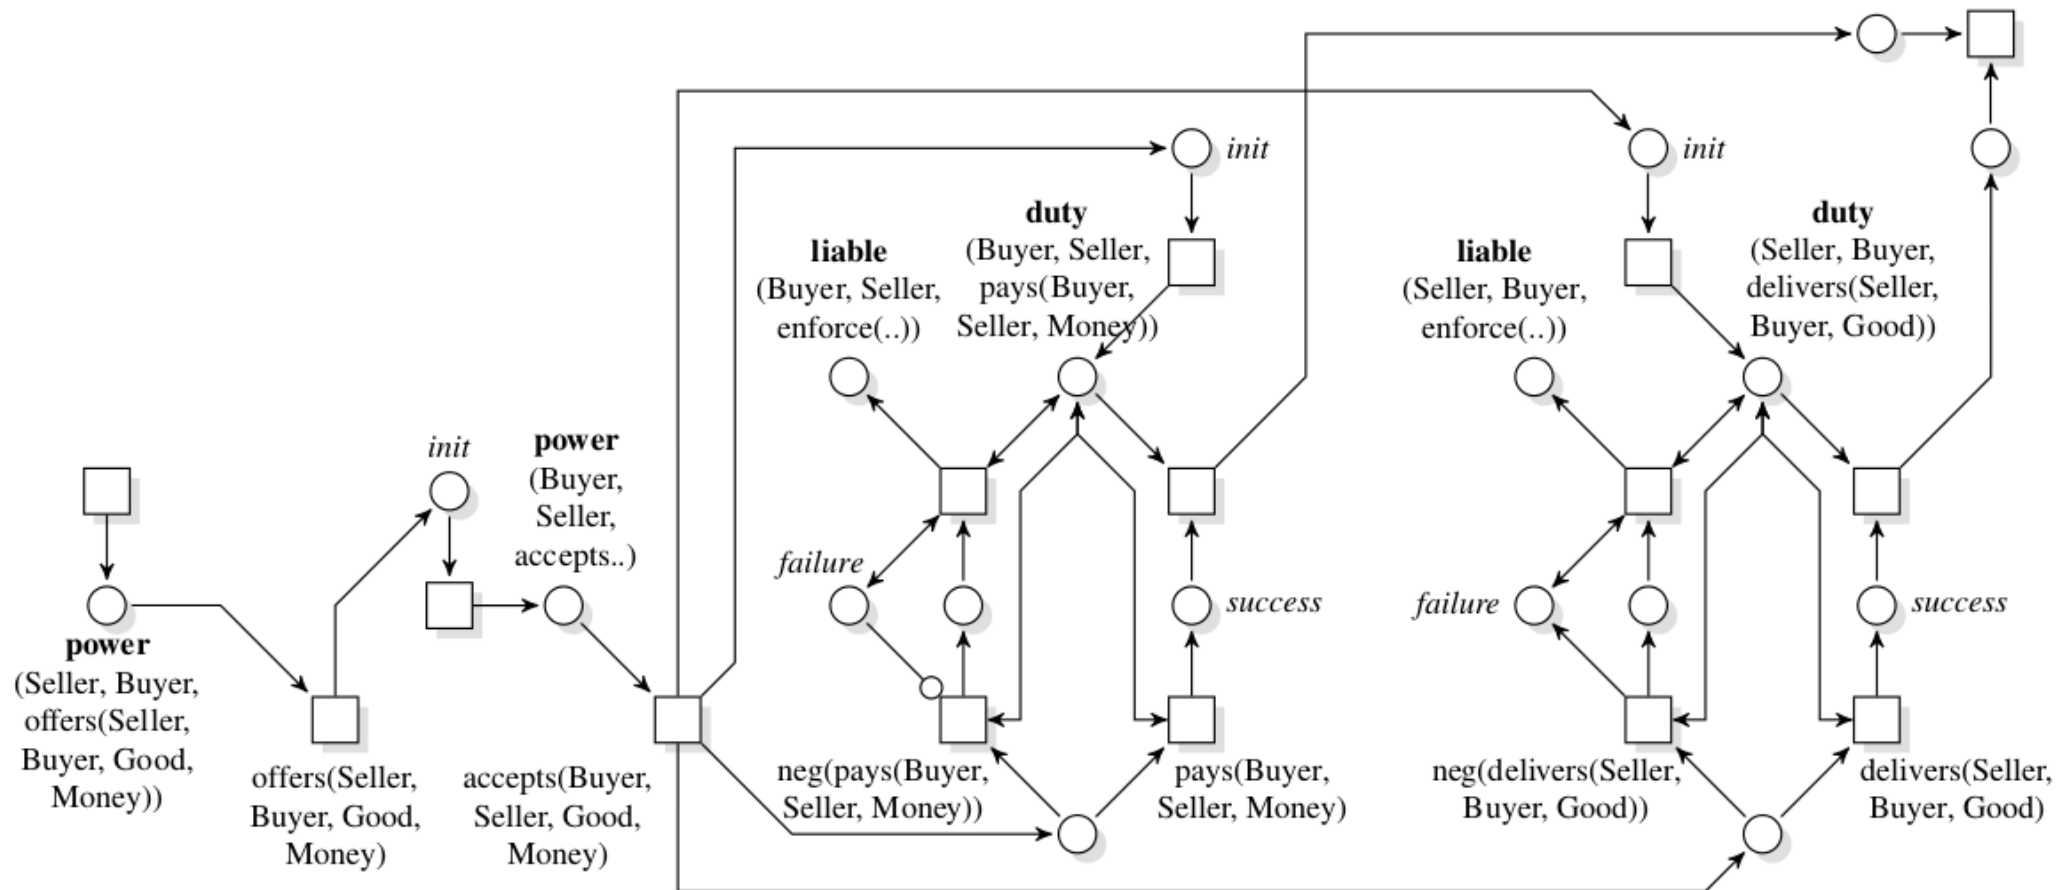 init
init
duty
(Buyer, Seller,
pays(Buyer,
Seller, Money))
liable
(Buyer, Seller,
enforce(..))
duty
(Seller, Buyer,
delivers(Seller,
Buyer, Good))
liable
(Seller, Buyer,
enforce(..))
init
power
(Buyer,
Seller,
accepts..)
failure
success
failure
success
power
(Seller, Buyer,
offers(Seller,
Buyer, Good,
Money))
offers(Seller,
Buyer, Good,
Money)
accepts(Buyer,
Seller, Good,
Money)
neg(pays(Buyer,
Seller, Money))
pays(Buyer,
Seller, Money)
neg(delivers(Seller,
Buyer, Good))
delivers(Seller,
Buyer, Good)